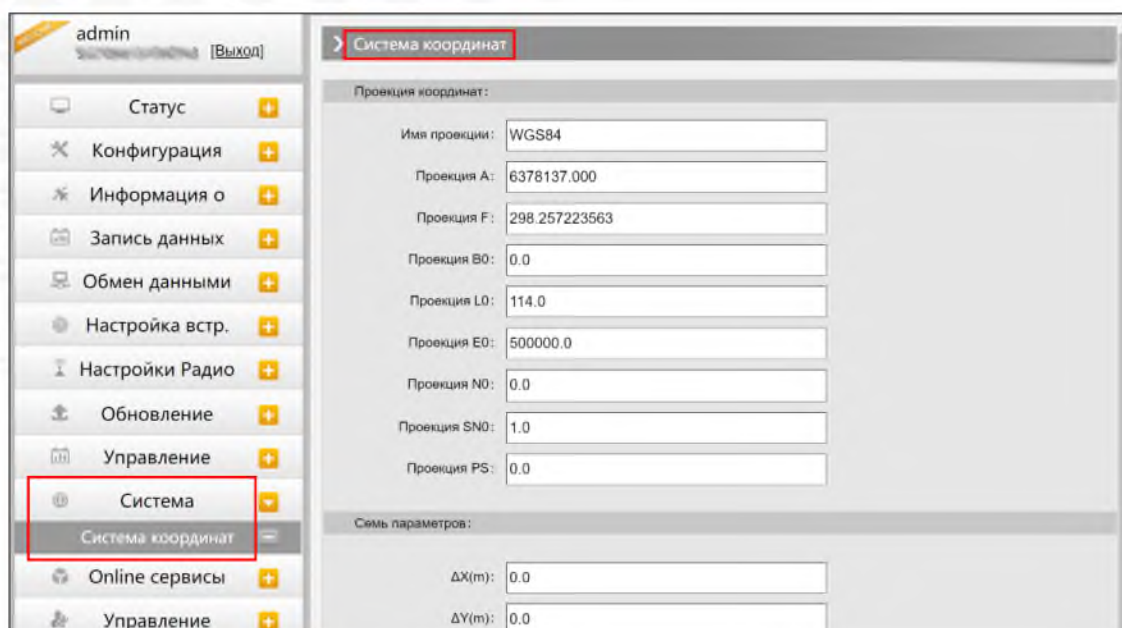 admin
[Выход]
Статус
Конфигурация
Информация о
Запись данных
Обмен данными
Настройка встр.
Настройки Радио
Обновление
Управление
Система
Система координат
Online сервисы
Управление
Система координат
Проекция координат:
Имя проекции: WGS84
Проекция A: 6378137.000
Проекция F: 298.257223563
Проекция B0: 0.0
Проекция L0: 114.0
Проекция E0: 500000.0
Проекция N0: 0.0
Проекция SN0: 1.0
Проекция PS: 0.0
Семь параметров:
ΔX(m): 0.0
ΔY(m): 0.0